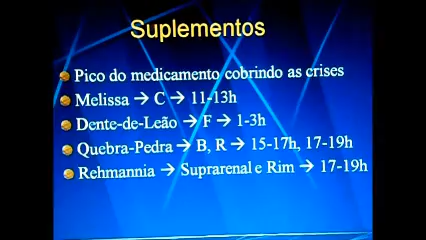 Suplementos
Pico do medicamento cobrindo as crises
Melissa → C → 11-13h
Dente-de-Leão → F → 1-3h
Quebra-Pedra → B, R → 15-17h, 17-19h
Rehmannia → Suprarenal e Rim → 17-19h